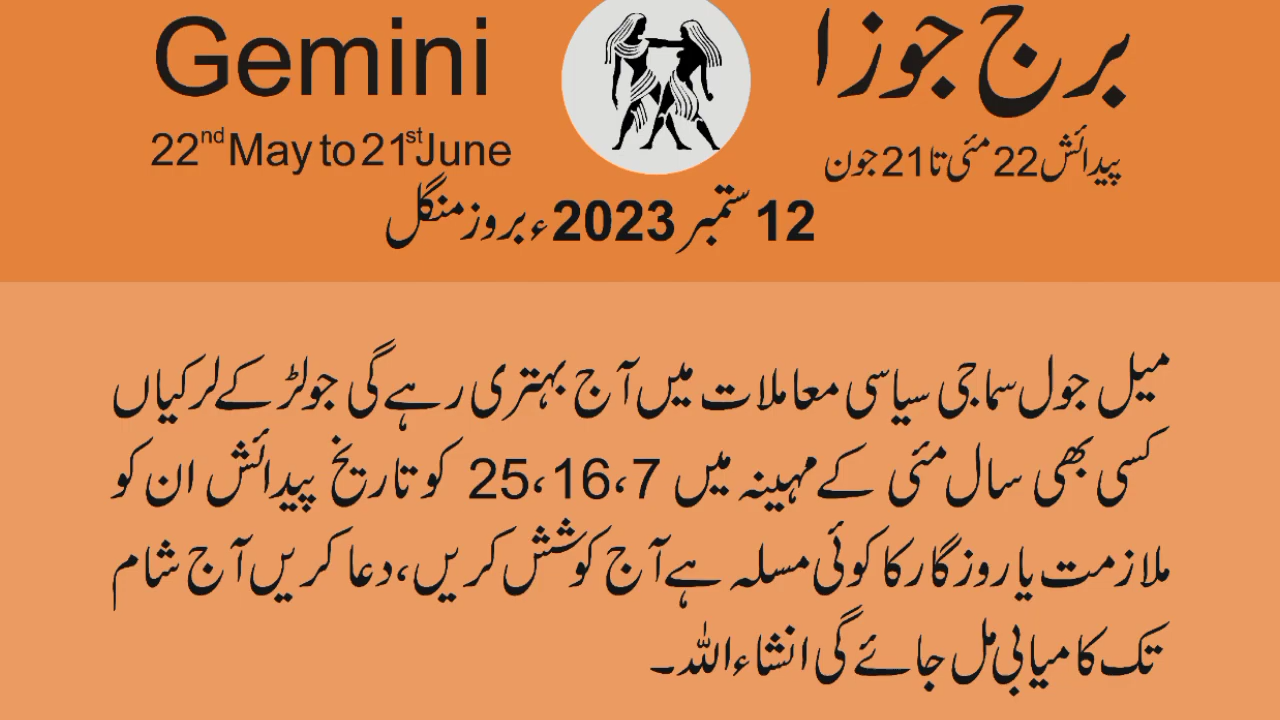 Gemini
برج جوزا
22nd May to 21st June
پیدائش 22 مئی تا 21 جون
12 ستمبر 2023ء بروز منگل
میل جول سماجی سیاسی معاملات میں آج بہتری رہے گی جولڑکے لرکیاں
کسی بھی سال مئی کے مہینہ میں 7،16،25 کو تاریخ پیدائش ان کو
ملازمت یا روزگار کا کوئی مسلہ ہے آج کوشش کریں، دعا کریں آج شام
تک کامیابی مل جائے گی انشاءاللہ۔